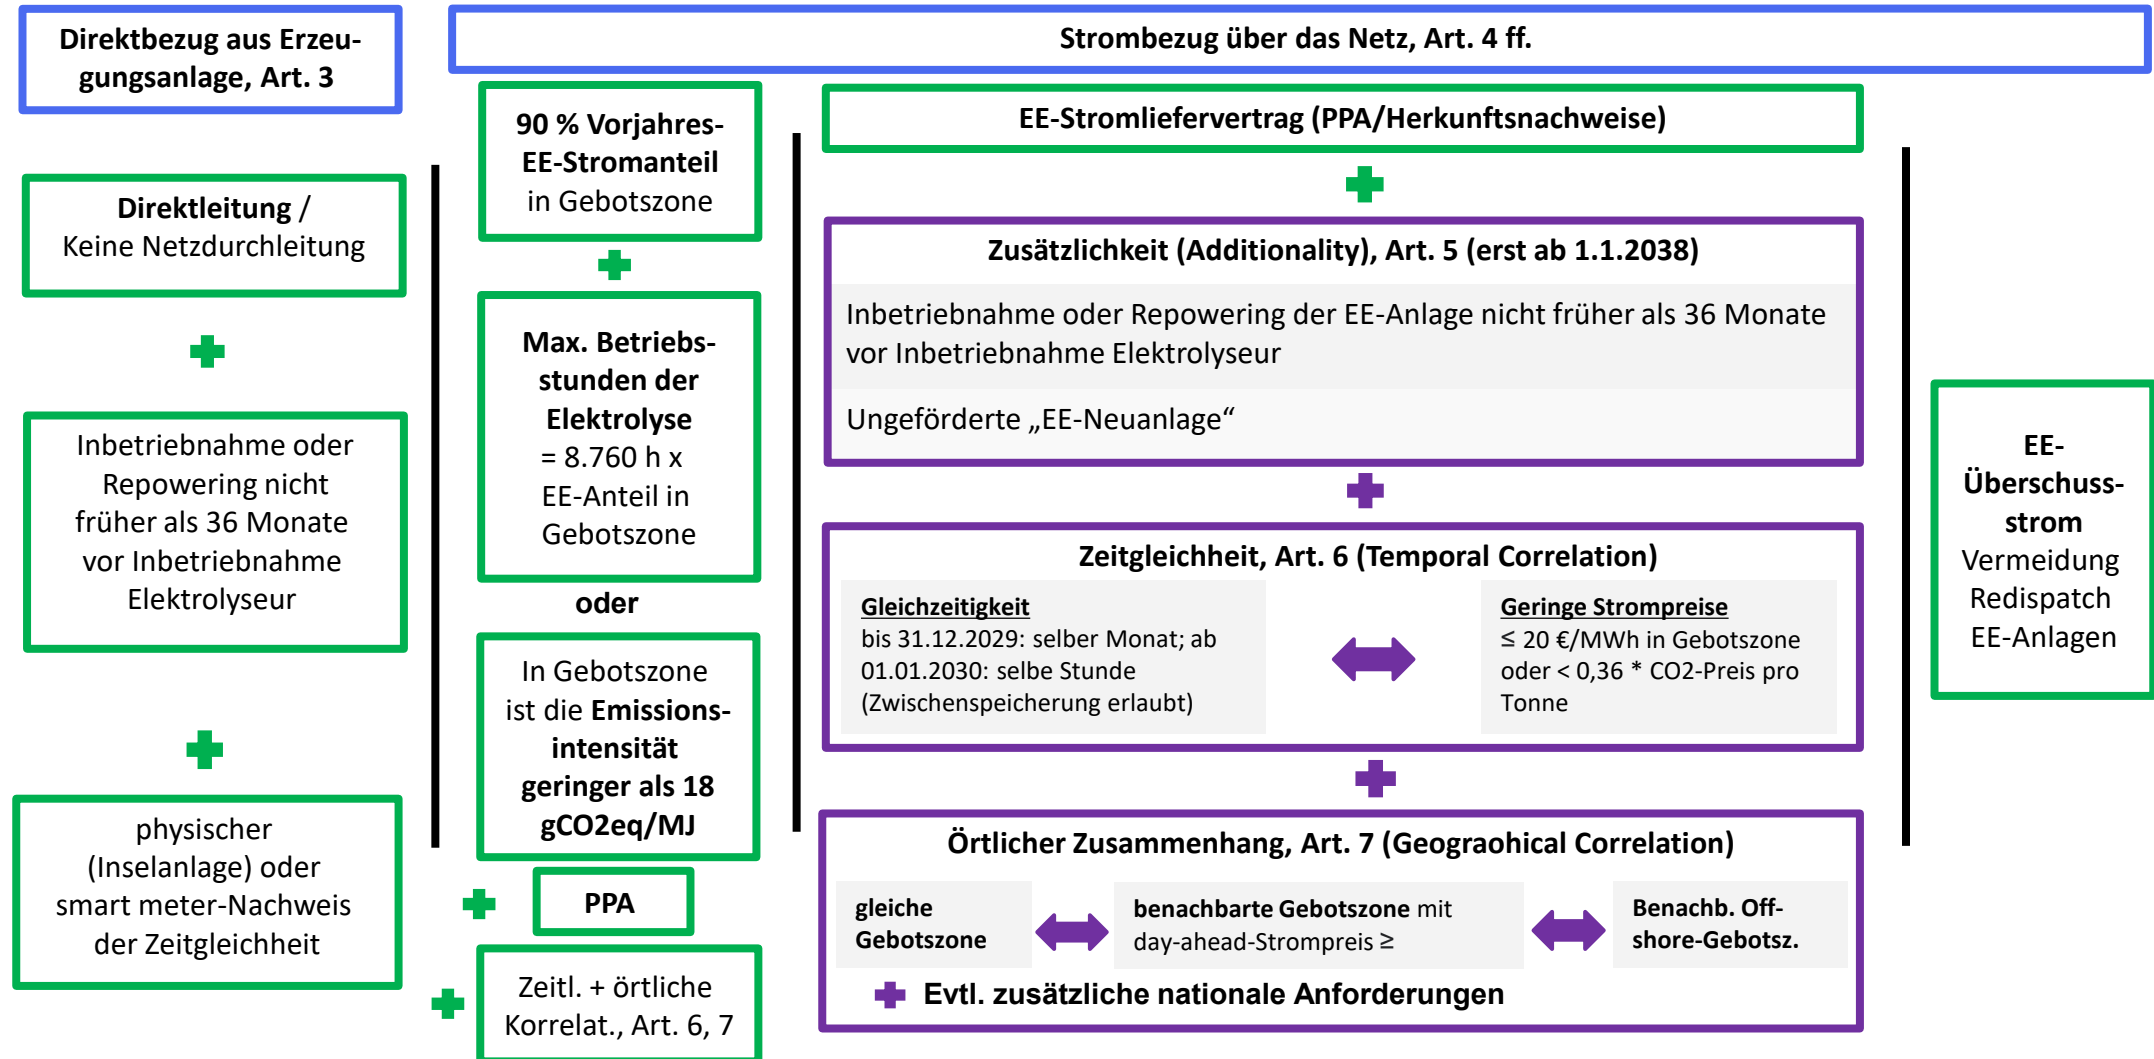 Direktbezug aus Erzeu-
gungsanlage, Art. 3
Direktleitung /
Keine Netzdurchleitung
Inbetriebnahme oder
Repowering nicht
früher als 36 Monate
vor Inbetriebnahme
Elektrolyseur
physischer
(Inselanlage) oder
smart meter-Nachweis
der Zeitgleichheit
Strombezug über das Netz, Art. 4 ff.
90 % Vorjahres-
EE-Stromanteil
in Gebotszone
Max. Betriebs-
stunden der
Elektrolyse
= 8.760 h x
EE-Anteil in
Gebotszone
oder
In Gebotszone
ist die Emissions-
intensität
geringer als 18
gCO2eq/MJ
PPA
Zeitl. + örtliche
Korrelat., Art. 6, 7
EE-Stromliefervertrag (PPA/Herkunftsnachweise)
Zusätzlichkeit (Additionality), Art. 5 (erst ab 1.1.2038)
Inbetriebnahme oder Repowering der EE-Anlage nicht früher als 36 Monate
vor Inbetriebnahme Elektrolyseur
Ungeförderte „EE-Neuanlage“
Zeitgleichheit, Art. 6 (Temporal Correlation)
Gleichzeitigkeit
bis 31.12.2029: selber Monat; ab
01.01.2030: selbe Stunde
(Zwischenspeicherung erlaubt)
Geringe Strompreise
≤ 20 €/MWh in Gebotszone
oder < 0,36 * CO2-Preis pro
Tonne
Örtlicher Zusammenhang, Art. 7 (Geograohical Correlation)
gleiche
Gebotszone
benachbarte Gebotszone mit
day-ahead-Strompreis ≥
Benachb. Off-
shore-Gebotsz.
Evtl. zusätzliche nationale Anforderungen
EE-
Überschuss-
strom
Vermeidung
Redispatch
EE-Anlagen